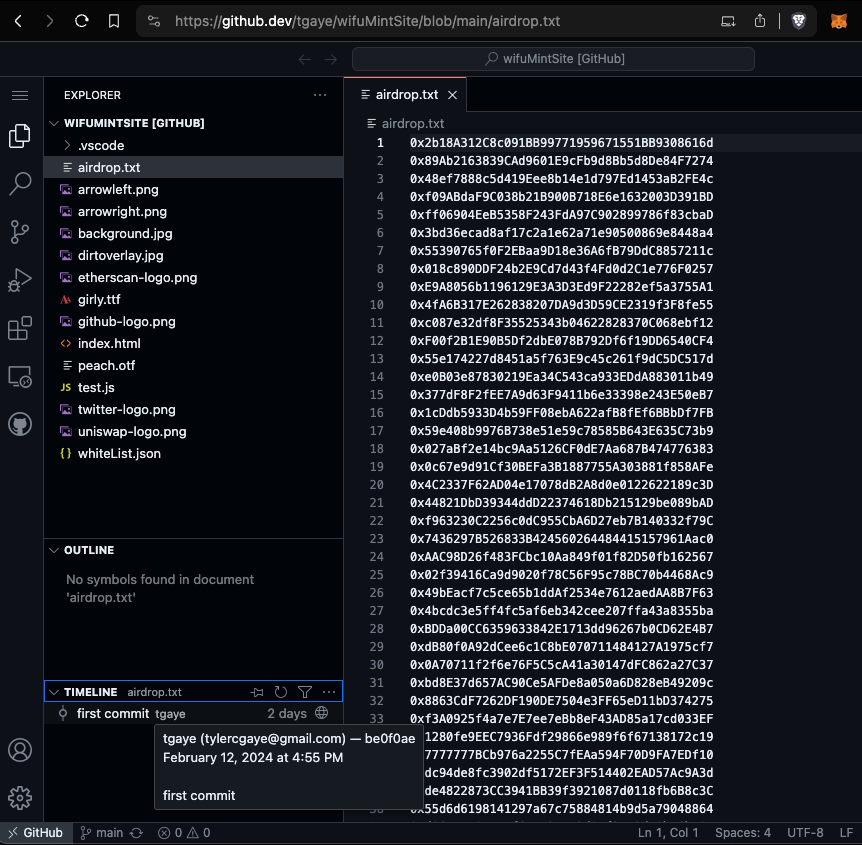 https://github.dev/tgaye/wifuMintSite/blob/main/airdrop.txt
wifuMintSite [GitHub]
EXPLORER
WIFUMINTSITE [GITHUB]
.vscode
airdrop.txt
arrowleft.png
arrowright.png
background.jpg
dirtoverlay.jpg
etherscan-logo.png
girly.ttf
github-logo.png
index.html
peach.otf
JS test.js
twitter-logo.png
uniswap-logo.png
{} whiteList.json
OUTLINE
No symbols found in document
'airdrop.txt'
TIMELINE airdrop.txt
first commit tgaye 2 days
tgaye (tylercgaye@gmail.com) — be0f0ae
February 12, 2024 at 4:55 PM
first commit
airdrop.txt
airdrop.txt
1 0x2b18A312C8c091BB99771959671551BB9308616d
2 0x89Ab2163839CAd9601E9cFb9d8Bb5d8De84F7274
3 0x48ef7888c5d419Eee8b14e1d797Ed1453aB2FE4c
4 0xf09ABdaF9C038b21B900B718E6e1632003D391BD
5 0xff06904EeB5358F243FdA97C902899786f83cbaD
6 0x3bd36ecad8af17c2a1e62a71e90500869e8448a4
7 0x55390765f0F2EBaa9D18e36A6fB79DdC8857211c
8 0x018c890DDF24b2E9Cd7d43f4Fd0d2C1e776F0257
9 0xE9A8056b1196129E3A3D3Ed9F22282ef5a3755A1
10 0x4fA6B317E262838207DA9d3D59CE2319f3F8fe55
11 0xc087e32df8F35525343b04622828370C068ebf12
12 0xF00f2B1E90B5Df2dbE078B792Df6f19DD6540CF4
13 0x55e174227d8451a5f763E9c45c261f9dC5DC517d
14 0xe0B03e87830219Ea34C543ca933EDdA883011b49
15 0x377dF8F2fEE7A9d63F9411b6e33398e243E50eB7
16 0x1cDdb5933D4b59FF08ebA622afB8fEf6BBbDf7FB
17 0x59e408b9976B738e51e59c78585B643E635C73b9
18 0x027aBf2e14bc9Aa5126CF0dE7Aa687B474776383
19 0x0c67e9d91Cf30BEFa3B1887755A303881f858AFe
20 0x4C2337F62AD04e17078dB2A8d0e0122622189c3D
21 0x44821DbD39344ddD22374618Db215129be089bAD
22 0xf963230C2256c0dC955CbA6D27eb7B140332f79C
23 0x7436297B526833B424560264484415157961Aac0
24 0xAAC98D26f483FCbc10Aa849f01f82D50fb162567
25 0x02f39416Ca9d9020f78C56F95c78BC70b4468Ac9
26 0x49bEacf7c5ce65b1ddAf2534e7612aedAA8B7F63
27 0x4bcdc3e5ff4fc5af6eb342cee207ffa43a8355ba
28 0xBDDa00CC6359633842E1713dd96267b0CD62E4B7
29 0xdB80f0A92dCee6c1C8bE070711484127A1975cf7
30 0x0A70711f2f6e76F5C5cA41a30147dFC862a27C37
31 0xbd8E37d657AC90Ce5AFDe8a050a6D828eB49209c
32 0x8863CdF7262DF190DE7504e3FF65eD11bD374275
33 0xf3A0925f4a7e7E7ee7eBb8eF43AD85a17cd033EF
1280fe9EEC7936Fdf29866e989f6f67138172c19
7777777BCb976a2255C7fEAa594F70D9FA7EDf10
dc94de8fc3902df5172EF3F514402EAD57Ac9A3d
de4822873CC3941BB39f3921087d0118fb6B8c3C
55d6d6198141297a67c75884814b9d5a79048864
GitHub main 0 0 Ln 1, Col 1 Spaces: 4 UTF-8 LF